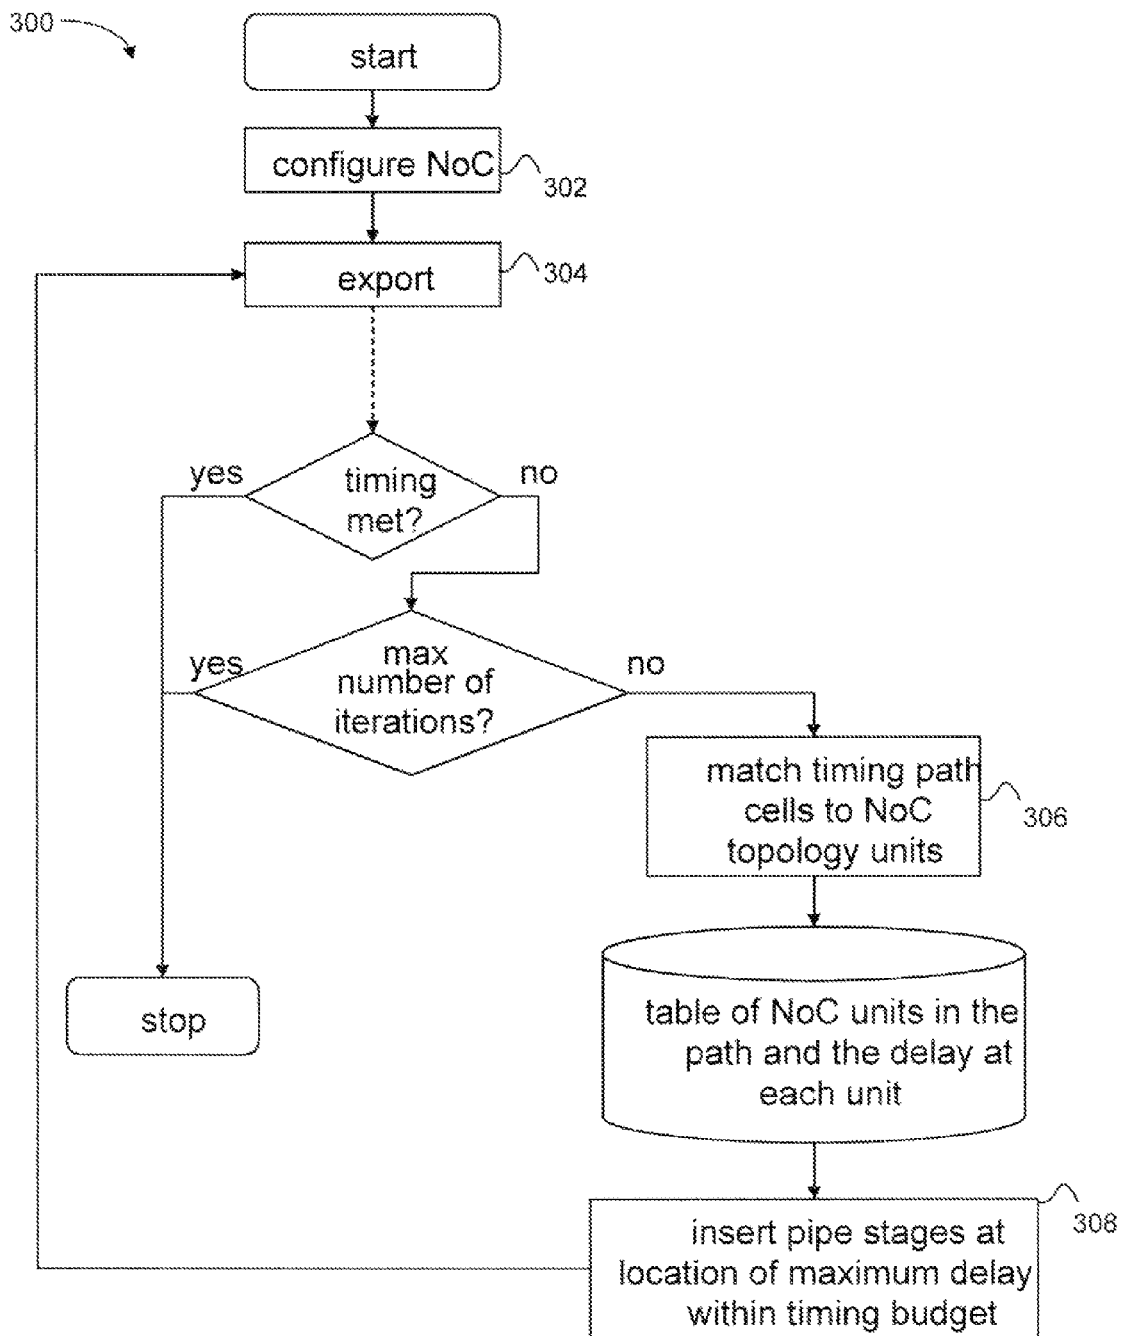 300
start
configure NoC
302
export
304
yes
timing
met?
no
yes
max
number of
iterations?
no
match timing path
cells to NoC
topology units
306
table of NoC units in the
path and the delay at
each unit
stop
308
insert pipe stages at
location of maximum delay
within timing budget